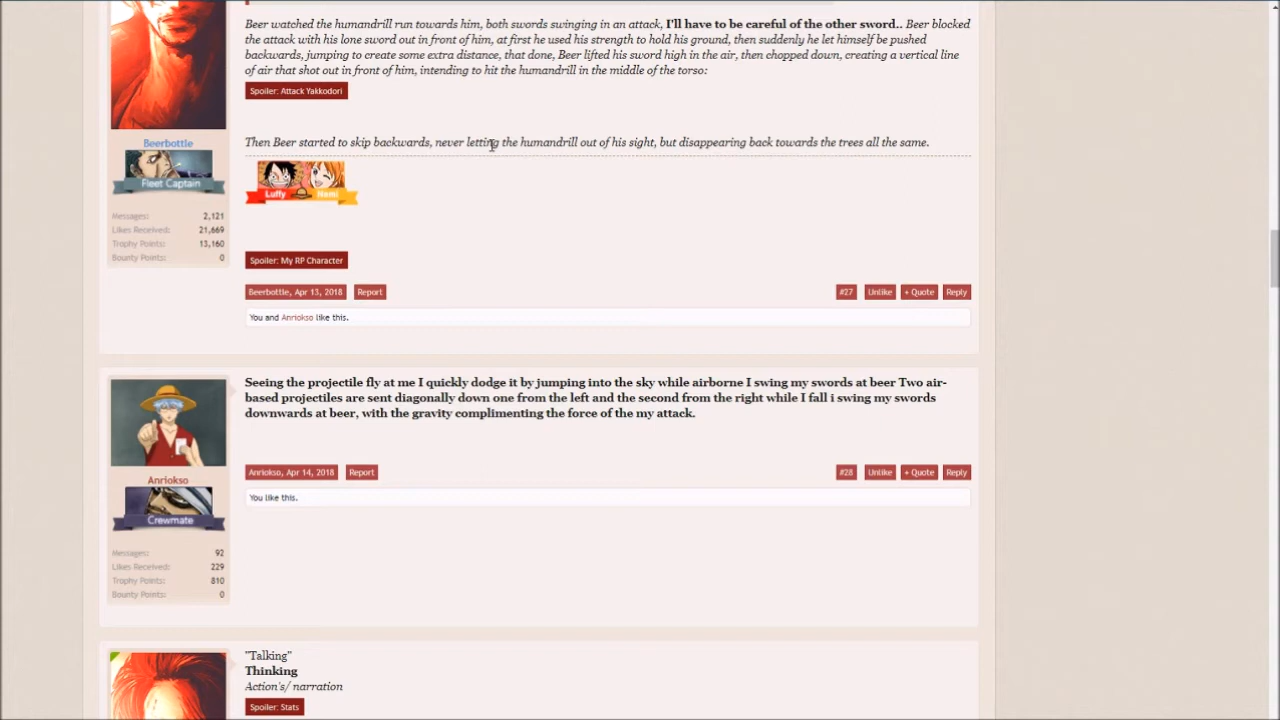 Beer watched the humandrill run towards him, both swords swinging in an attack, I'll have to be careful of the other sword.. Beer blocked
the attack with his lone sword out in front of him, at first he used his strength to hold his ground, then suddenly he let himself be pushed
backwards, jumping to create some extra distance, that done, Beer lifted his sword high in the air, then chopped down, creating a vertical line
of air that shot out in front of him, intending to hit the humandrill in the middle of the torso:
Spoiler: Attack Yakkodori
Then Beer started to skip backwards, never letting the humandrill out of his sight, but disappearing back towards the trees all the same.
Beerbottle
Fleet Captain
Luffy Nami
Messages: 2,121
Likes Received: 21,669
Trophy Points: 13,160
Bounty Points: 0
Spoiler: My RP Character
Beerbottle, Apr 13, 2018 Report #27 Unlike + Quote Reply
You and Anriokso like this.
Seeing the projectile fly at me I quickly dodge it by jumping into the sky while airborne I swing my swords at beer Two air-
based projectiles are sent diagonally down one from the left and the second from the right while I fall i swing my swords
downwards at beer, with the gravity complimenting the force of the my attack.
Anriokso, Apr 14, 2018 Report #28 Unlike + Quote Reply
Anriokso
You like this.
Crewmate
Messages: 92
Likes Received: 229
Trophy Points: 810
Bounty Points: 0
"Talking"
Thinking
Action's/ narration
Spoiler: Stats